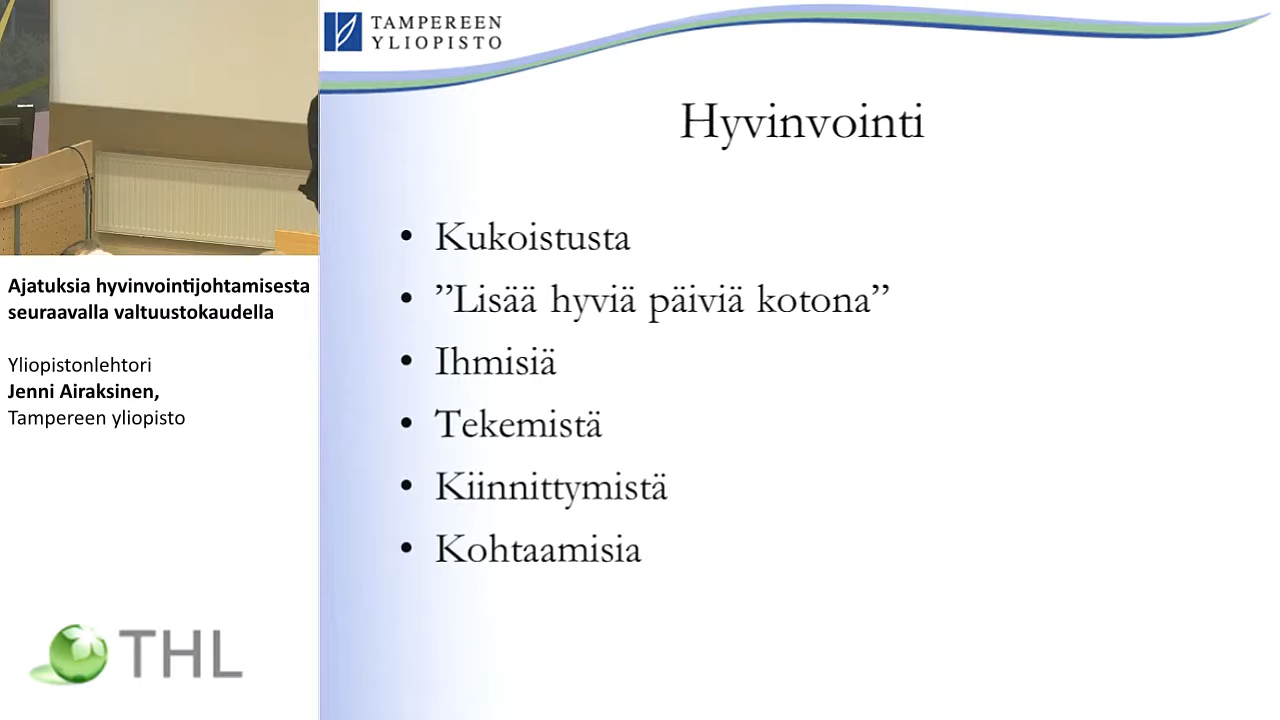 TAMPEREEN
YLIOPISTO
Hyvinvointi
• Kukoistusta
• ”Lisää hyviä päiviä kotona”
• Ihmisiä
• Tekemistä
• Kiinnittymistä
• Kohtaamisia
Ajatuksia hyvinvointijohtamisesta
seuraavalla valtuustokaudella
Yliopistonlehtori
Jenni Airaksinen,
Tampereen yliopisto
THL